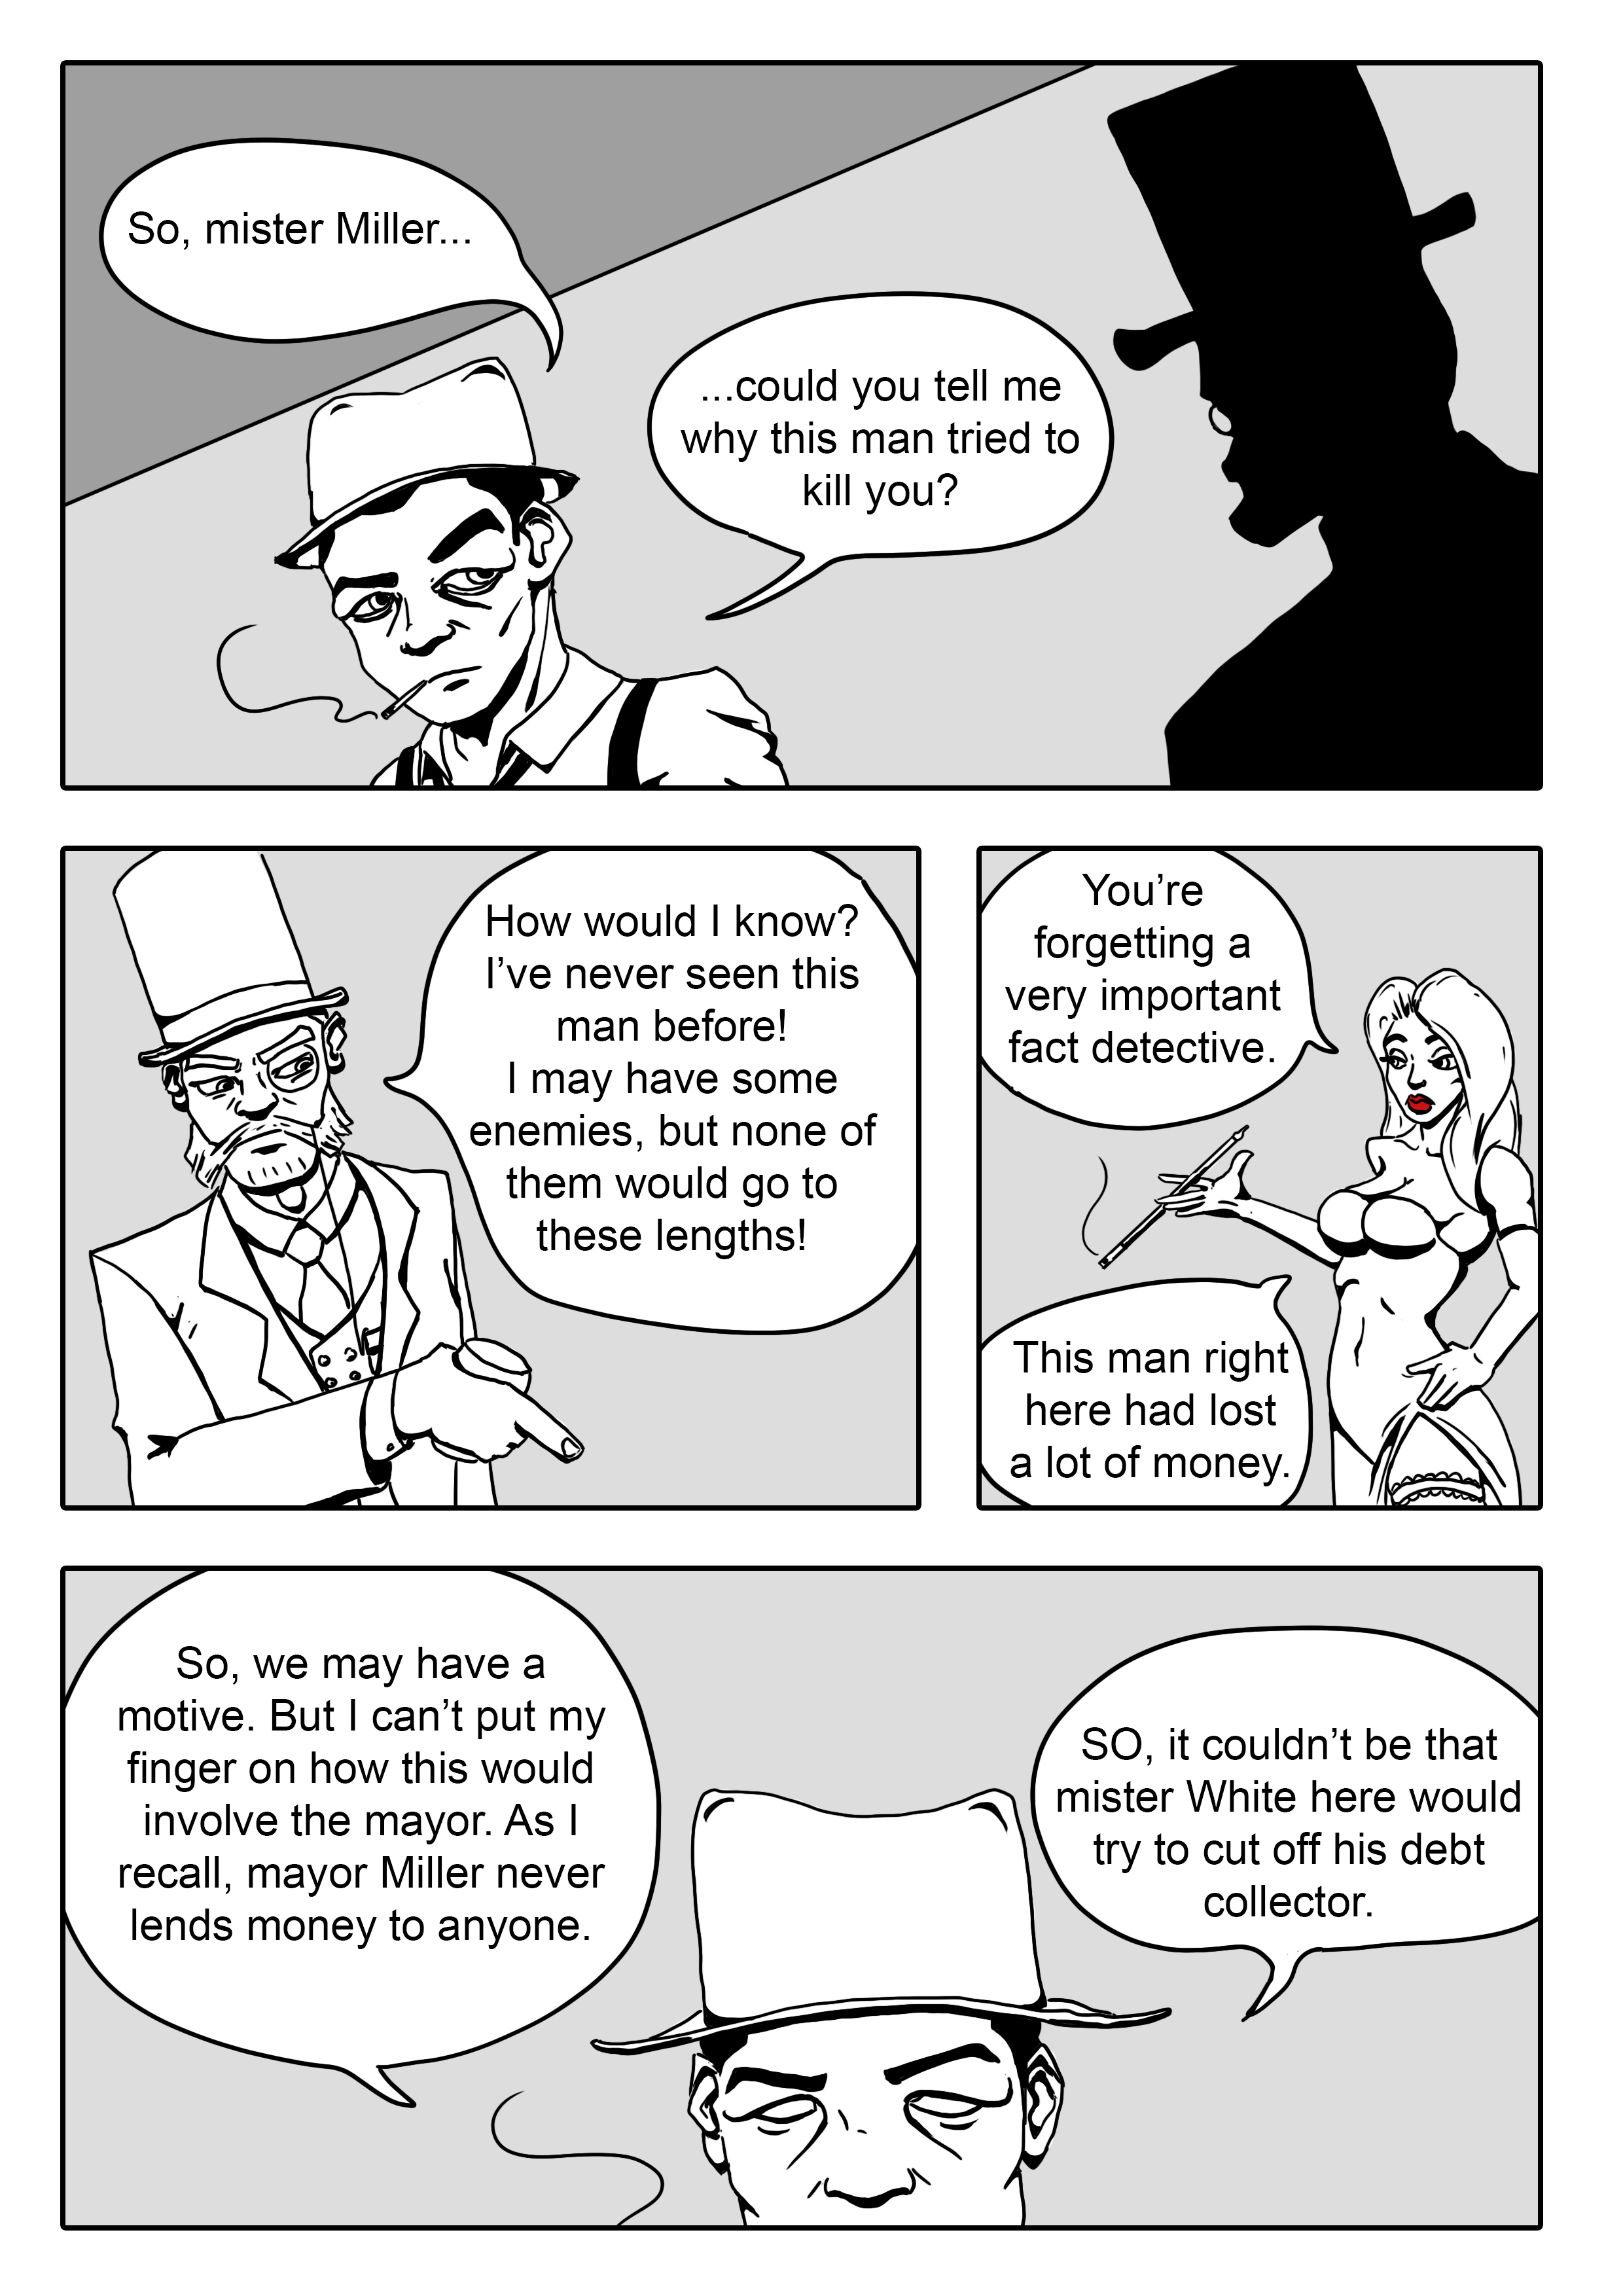 So, mister Miller...
...could you tell me
why this man tried to
kill you?
How would I know?
I've never seen this
man before!
I may have some
enemies, but none of
them would go to
these lengths!
You're
forgetting a
very important
fact detective.
This man right
here had lost
a lot of money.
So, we may have a
motive. But I can't put my
finger on how this would
involve the mayor. As I
recall, mayor Miller never
lends money to anyone.
SO, it couldn't be that
mister White here would
try to cut off his debt
collector.